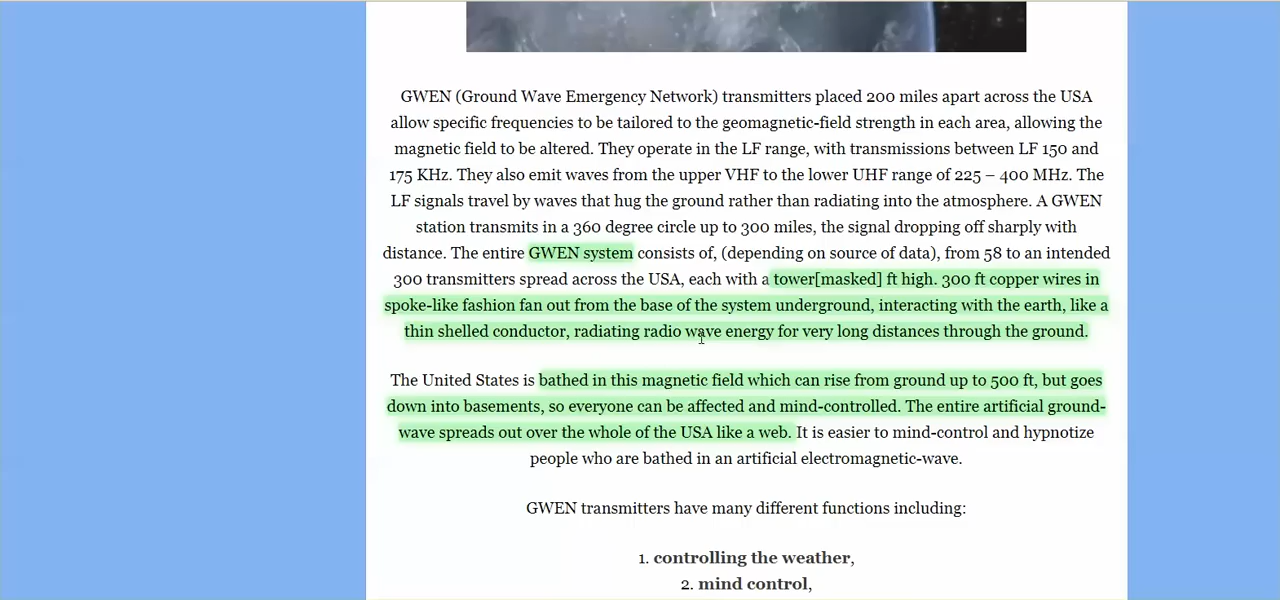 GWEN (Ground Wave Emergency Network) transmitters placed 200 miles apart across the USA
allow specific frequencies to be tailored to the geomagnetic-field strength in each area, allowing the
magnetic field to be altered. They operate in the LF range, with transmissions between LF 150 and
175 KHz. They also emit waves from the upper VHF to the lower UHF range of 225 – 400 MHz. The
LF signals travel by waves that hug the ground rather than radiating into the atmosphere. A GWEN
station transmits in a 360 degree circle up to 300 miles, the signal dropping off sharply with
distance. The entire GWEN system consists of, (depending on source of data), from 58 to an intended
300 transmitters spread across the USA, each with a tower[masked] ft high. 300 ft copper wires in
spoke-like fashion fan out from the base of the system underground, interacting with the earth, like a
thin shelled conductor, radiating radio wave energy for very long distances through the ground.
The United States is bathed in this magnetic field which can rise from ground up to 500 ft, but goes
down into basements, so everyone can be affected and mind-controlled. The entire artificial ground-
wave spreads out over the whole of the USA like a web. It is easier to mind-control and hypnotize
people who are bathed in an artificial electromagnetic-wave.
GWEN transmitters have many different functions including:
1. controlling the weather,
2. mind control,